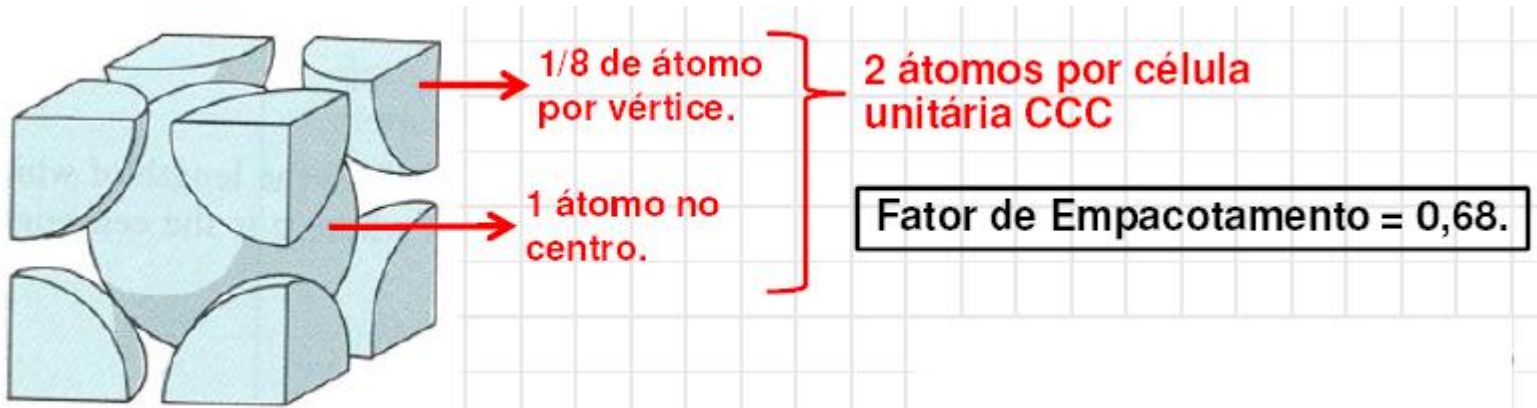 1/8 de átomo
por vértice.
1 átomo no
centro.
2 átomos por célula
unitária CCC
Fator de Empacotamento = 0,68.